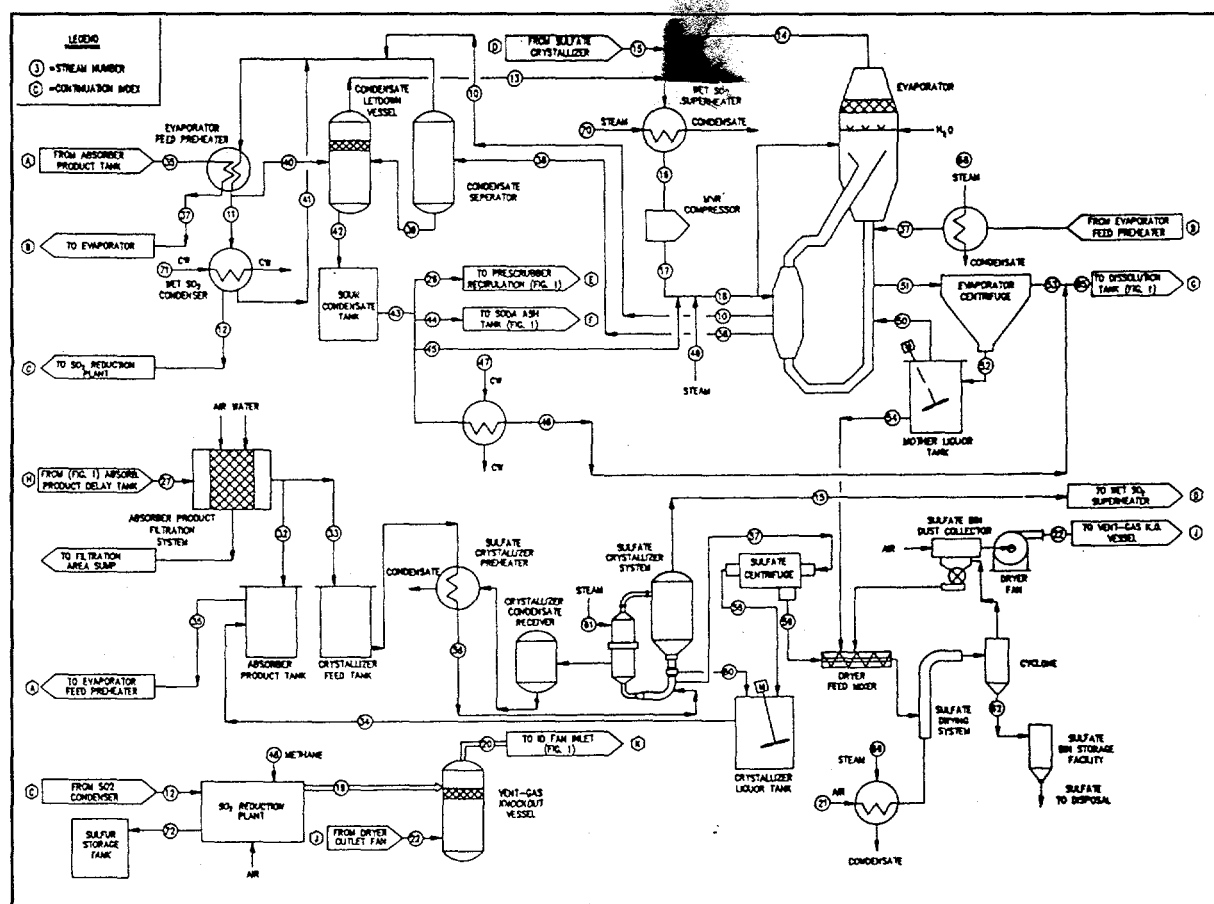 LEGEND
3 =STREAM NUMBER
C =CONTINUATION INDEX
D
FROM SULFATE
CRYSTALLIZER
15
14
13
10
CONDENSATE
LETDOWN
VESSEL
WET SO2
SUPERHEATER
EVAPORATOR
STEAM
70
CONDENSATE
H2O
EVAPORATOR
FEED PREHEATER
A
FROM ABSORBER
PRODUCT TANK
35
40
41
38
CONDENSATE
SEPERATOR
16
MVR
COMPRESSOR
STEAM
37
11
39
42
37
CONDENSATE
FROM EVAPORATOR
FEED PREHEATER
B
B
TO EVAPORATOR
71
CW
CW
WET SO2
CONDENSER
12
SOUR
CONDENSATE
TANK
43
TO PRESCRUBBER
RECIRULATION (FIG. 1)
E
44
TO SODA ASH
TANK (FIG. 1)
F
45
17
18
10
38
STEAM
51
EVAPORATOR
CENTRIFUGE
53
TO DISSOLUTION
TANK (FIG. 1)
G
50
52
M
54
MOTHER LIQUOR
TANK
C
TO SO2 REDUCTION
PLANT
47
CW
CW
46
AIR WATER
H
FROM (FIG. 1) ABSORB.
PRODUCT DELAY TANK
27
ABSORBER PRODUCT
FILTRATION
SYSTEM
32
33
TO FILTRATION
AREA SUMP
15
TO WET SO2
SUPERHEATER
D
CONDENSATE
SULFATE
CRYSTALLIZER
PREHEATER
SULFATE
CRYSTALLIZER
SYSTEM
57
SULFATE
CENTRIFUGE
SULFATE BIN
DUST COLLECTOR
AIR
22
TO VENT-GAS K.O.
VESSEL
J
DRYER
FAN
STEAM
61
CRYSTALLIZER
CONDENSATE
RECEIVER
35
ABSORBER
PRODUCT TANK
CRYSTALLIZER
FEED TANK
60
M
DRYER
FEED MIXER
CYCLONE
62
A
TO EVAPORATOR
FEED PREHEATER
34
SULFATE
DRYING
SYSTEM
SULFATE
BIN STORAGE
FACILITY
SULFATE
TO DISPOSAL
CRYSTALLIZER
LIQUOR TANK
20
TO ID FAN INLET
(FIG. 1)
K
METHANE
C
FROM SO2
CONDENSER
12
SO2 REDUCTION
PLANT
19
VENT-GAS
KNOCKOUT
VESSEL
STEAM
AIR
21
CONDENSATE
72
SULFUR
STORAGE
TANK
AIR
J
FROM DRYER
OUTLET FAN
22